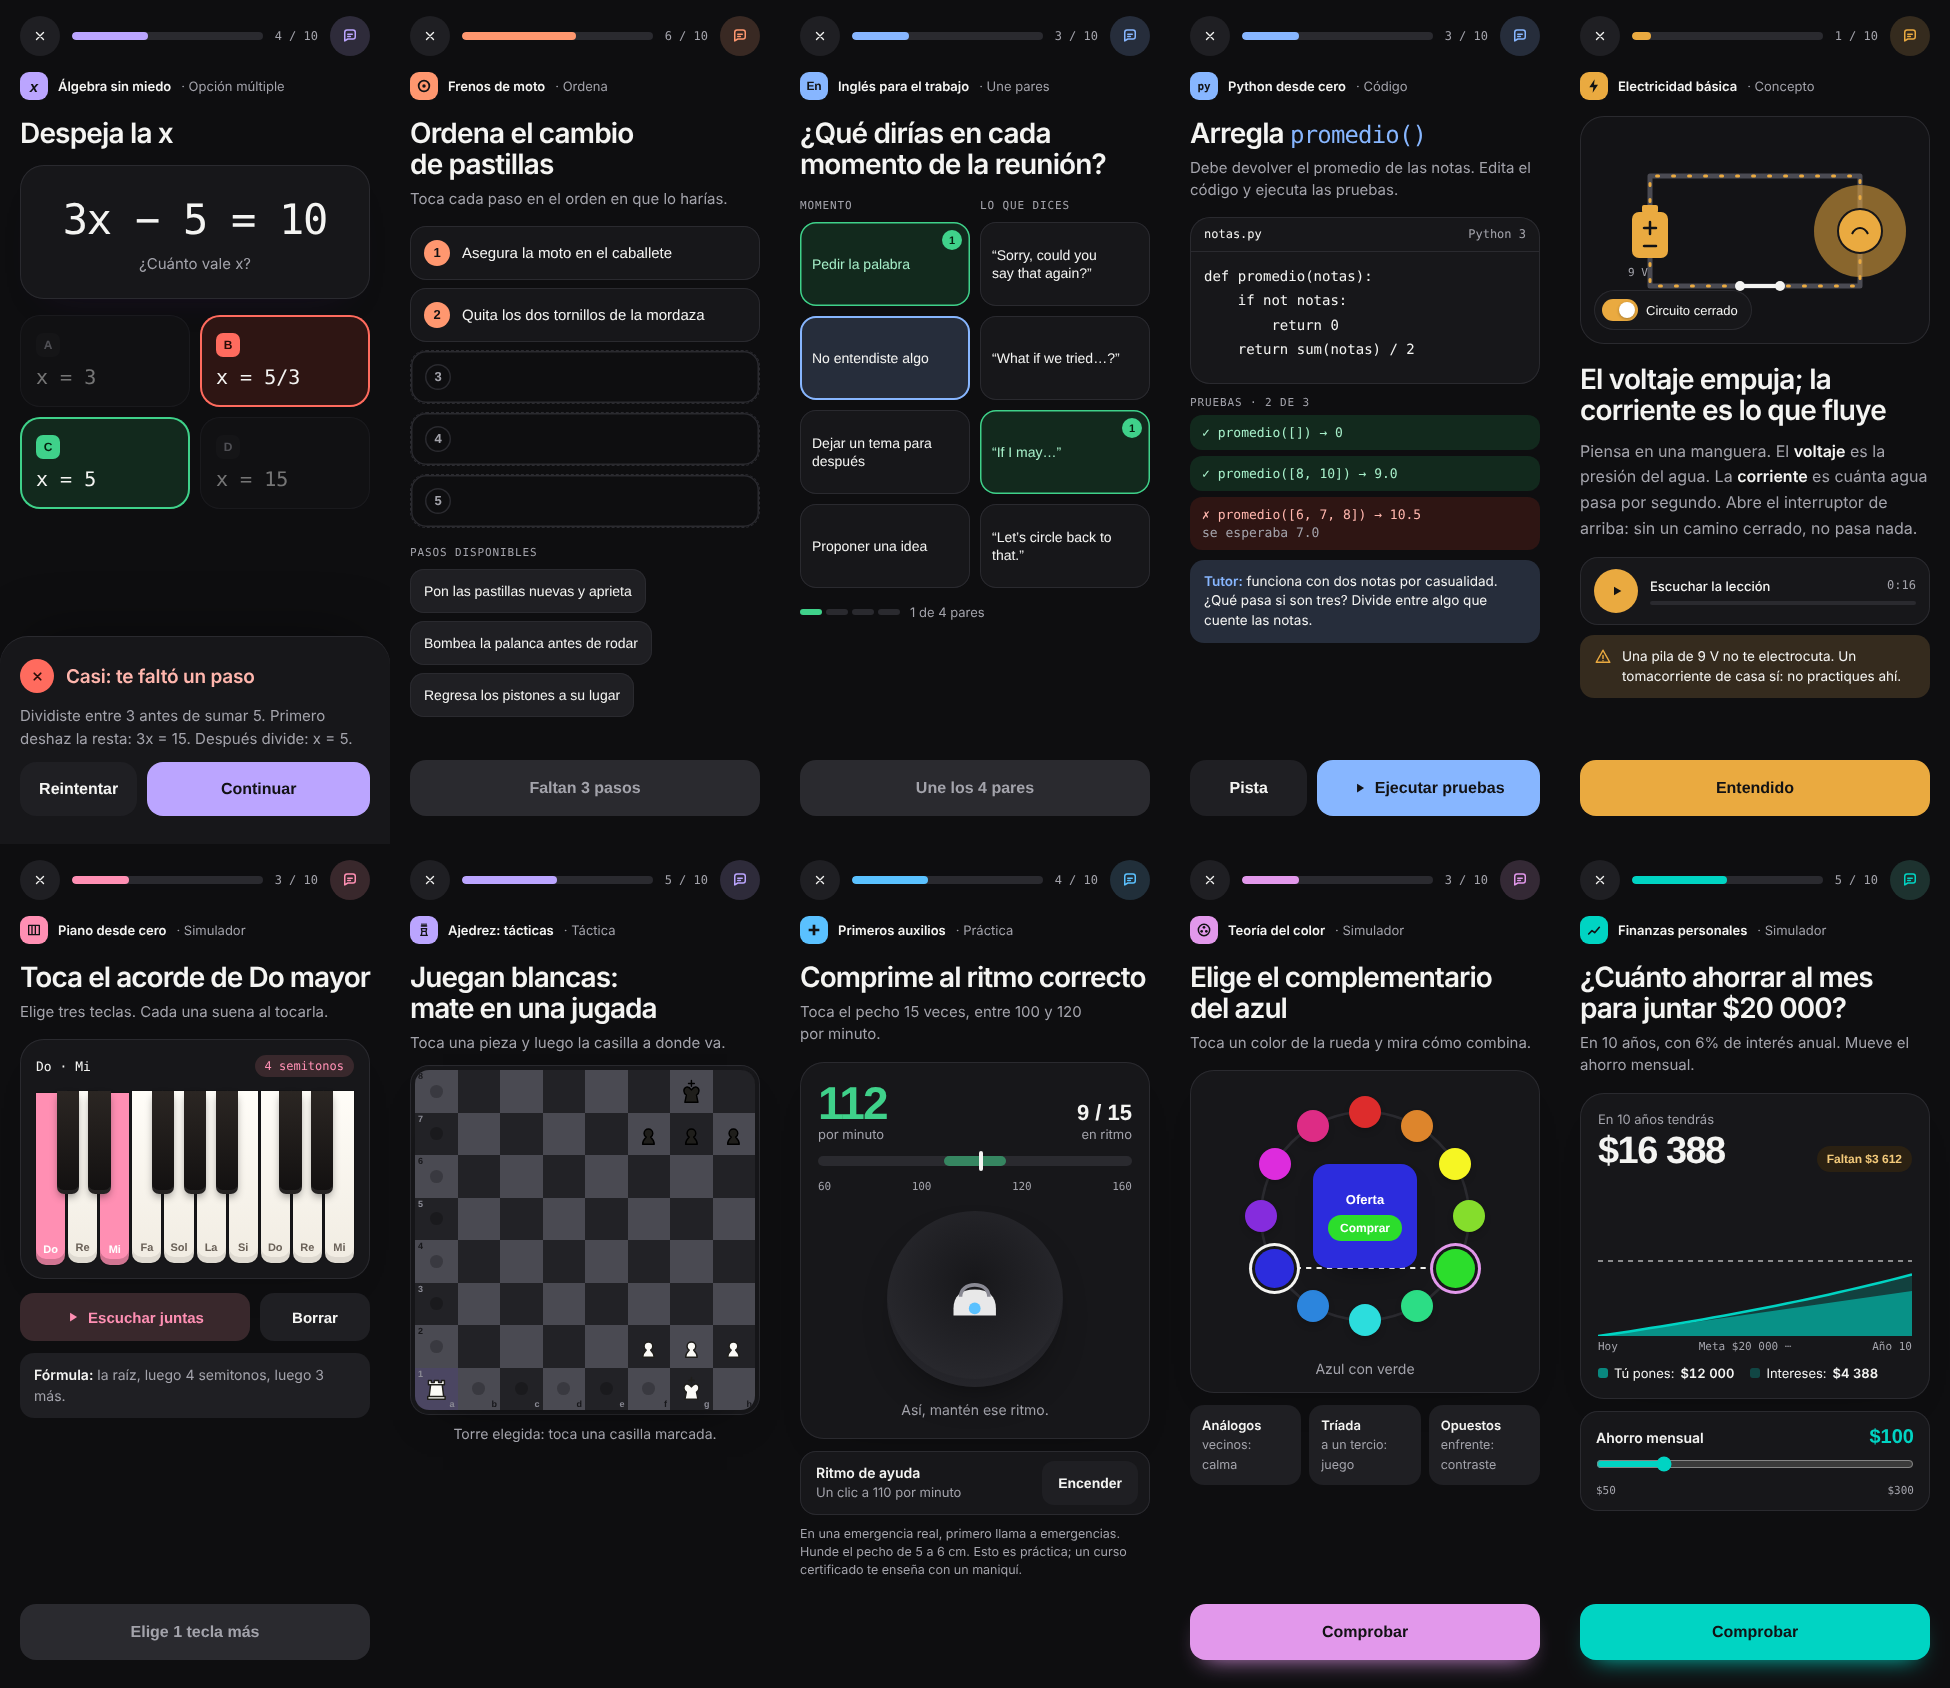 4 / 10
x Álgebra sin miedo · Opción múltiple
Despeja la x
3x − 5 = 10
¿Cuánto vale x?
A
x = 3
B
x = 5/3
C
x = 5
D
x = 15
Casi: te faltó un paso
Dividiste entre 3 antes de sumar 5. Primero
deshaz la resta: 3x = 15. Después divide: x = 5.
Reintentar
Continuar
6 / 10
Frenos de moto · Ordena
Ordena el cambio
de pastillas
Toca cada paso en el orden en que lo harías.
1 Asegura la moto en el caballete
2 Quita los dos tornillos de la mordaza
3
4
5
PASOS DISPONIBLES
Pon las pastillas nuevas y aprieta
Bombea la palanca antes de rodar
Regresa los pistones a su lugar
Faltan 3 pasos
3 / 10
En Inglés para el trabajo · Une pares
¿Qué dirías en cada
momento de la reunión?
MOMENTO
LO QUE DICES
Pedir la palabra
1
“Sorry, could you
say that again?”
No entendiste algo
“What if we tried…?”
Dejar un tema para
después
“If I may…”
1
Proponer una idea
“Let’s circle back to
that.”
1 de 4 pares
Une los 4 pares
3 / 10
py Python desde cero · Código
Arregla promedio()
Debe devolver el promedio de las notas. Edita el
código y ejecuta las pruebas.
notas.py
Python 3
def promedio(notas):
if not notas:
return 0
return sum(notas) / 2
PRUEBAS · 2 DE 3
✓ promedio([]) → 0
✓ promedio([8, 10]) → 9.0
✗ promedio([6, 7, 8]) → 10.5
se esperaba 7.0
Tutor: funciona con dos notas por casualidad.
¿Qué pasa si son tres? Divide entre algo que
cuente las notas.
Pista
Ejecutar pruebas
1 / 10
Electricidad básica · Concepto
9 V
Circuito cerrado
El voltaje empuja; la
corriente es lo que fluye
Piensa en una manguera. El voltaje es la
presión del agua. La corriente es cuánta agua
pasa por segundo. Abre el interruptor de
arriba: sin un camino cerrado, no pasa nada.
Escuchar la lección
0:16
Una pila de 9 V no te electrocuta. Un
tomacorriente de casa sí: no practiques ahí.
Entendido
3 / 10
Piano desde cero · Simulador
Toca el acorde de Do mayor
Elige tres teclas. Cada una suena al tocarla.
Do · Mi
4 semitonos
Do Re Mi Fa Sol La Si Do Re Mi
Escuchar juntas
Borrar
Fórmula: la raíz, luego 4 semitonos, luego 3
más.
Elige 1 tecla más
5 / 10
Ajedrez: tácticas · Táctica
Juegan blancas:
mate en una jugada
Toca una pieza y luego la casilla a donde va.
8
7
6
5
4
3
2
1
a b c d e f g h
Torre elegida: toca una casilla marcada.
4 / 10
Primeros auxilios · Práctica
Comprime al ritmo correcto
Toca el pecho 15 veces, entre 100 y 120
por minuto.
112
por minuto
9 / 15
en ritmo
60 100 120 160
Así, mantén ese ritmo.
Ritmo de ayuda
Un clic a 110 por minuto
Encender
En una emergencia real, primero llama a emergencias.
Hunde el pecho de 5 a 6 cm. Esto es práctica; un curso
certificado te enseña con un maniquí.
3 / 10
Teoría del color · Simulador
Elige el complementario
del azul
Toca un color de la rueda y mira cómo combina.
Oferta
Comprar
Azul con verde
Análogos
vecinos:
calma
Tríada
a un tercio:
juego
Opuestos
enfrente:
contraste
Comprobar
5 / 10
Finanzas personales · Simulador
¿Cuánto ahorrar al mes
para juntar $20 000?
En 10 años, con 6% de interés anual. Mueve el
ahorro mensual.
En 10 años tendrás
$16 388
Faltan $3 612
Hoy
Meta $20 000 —
Año 10
Tú pones: $12 000
Intereses: $4 388
Ahorro mensual
$100
$50
$300
Comprobar